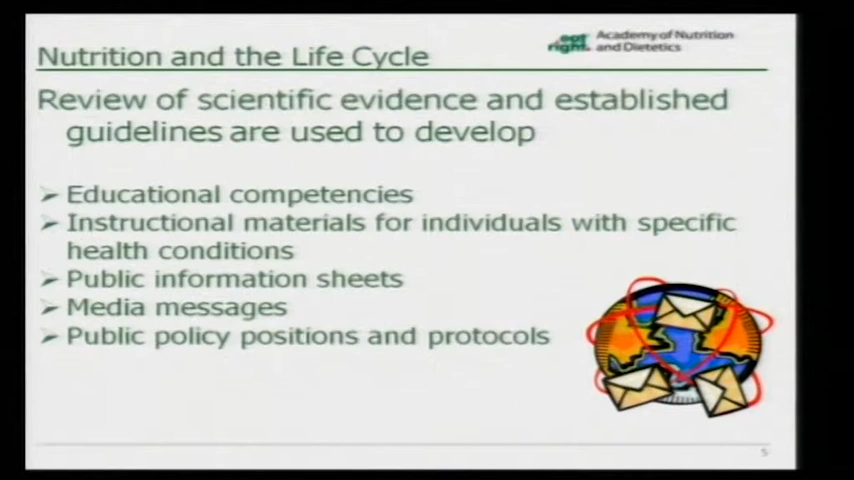 Nutrition and the Life Cycle
eat right. Academy of Nutrition
and Dietetics
Review of scientific evidence and established
guidelines are used to develop
Educational competencies
Instructional materials for individuals with specific
health conditions
Public information sheets
Media messages
Public policy positions and protocols
5